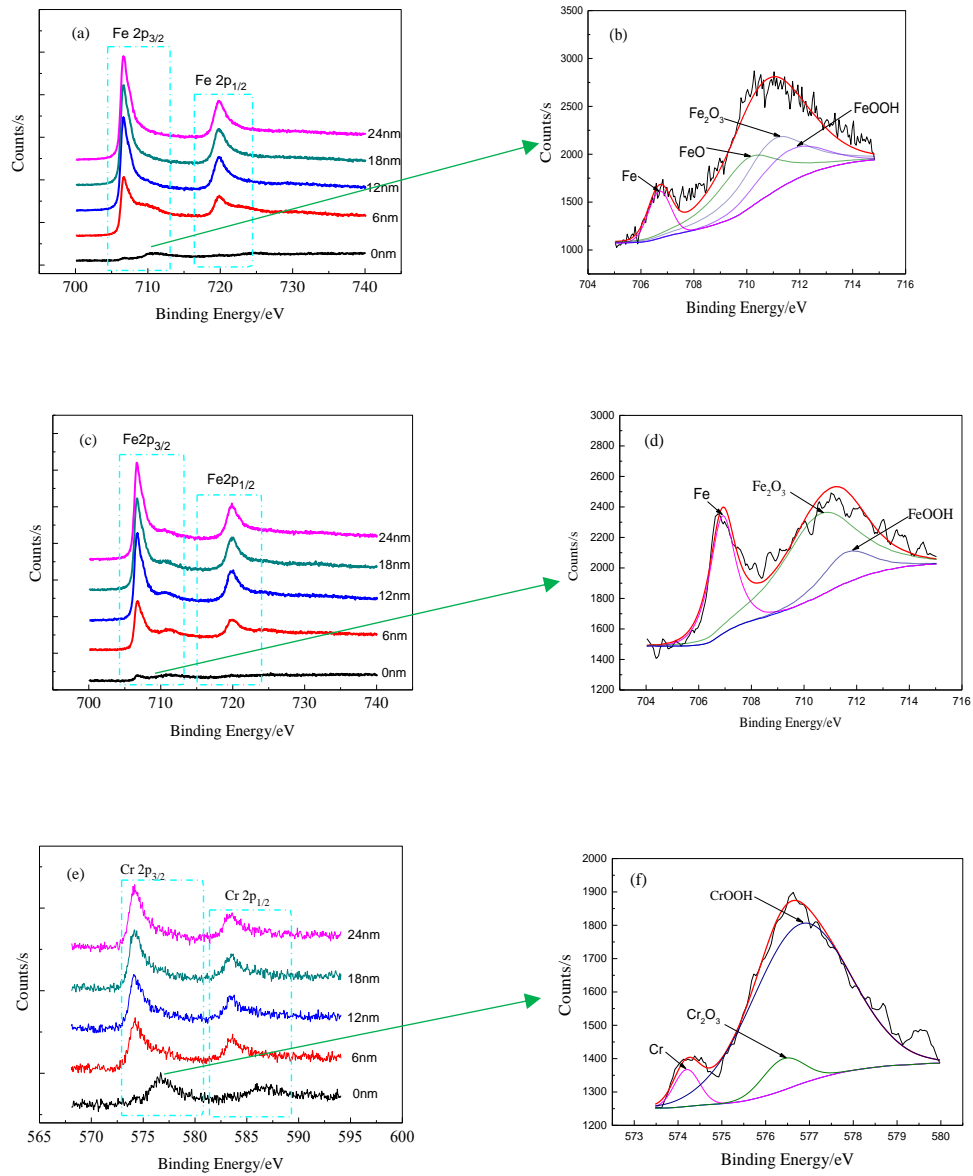 (a)
Fe 2p3/2
Fe 2p1/2
24nm
18nm
12nm
6nm
0nm
Counts/s
700 710 720 730 740
Binding Energy/eV
(b)
3500
3000
2500
2000
1500
1000
Counts/s
Fe
FeO
Fe2O3
FeOOH
704 706 708 710 712 714 716
Binding Energy/eV
(c)
Fe2p3/2
Fe2p1/2
24nm
18nm
12nm
6nm
0nm
Counts/s
700 710 720 730 740
Binding Energy/eV
(d)
3000
2800
2600
2400
2200
2000
1800
1600
1400
1200
Counts/s
Fe
Fe2O3
FeOOH
704 706 708 710 712 714 716
Binding Energy/eV
(e)
Cr 2p3/2
Cr 2p1/2
24nm
18nm
12nm
6nm
0nm
Counts/s
565 570 575 580 585 590 595 600
Binding Energy/eV
(f)
2000
1900
1800
1700
1600
1500
1400
1300
1200
Counts/s
CrOOH
Cr2O3
Cr
573 574 575 576 577 578 579 580
Binding Energy/eV